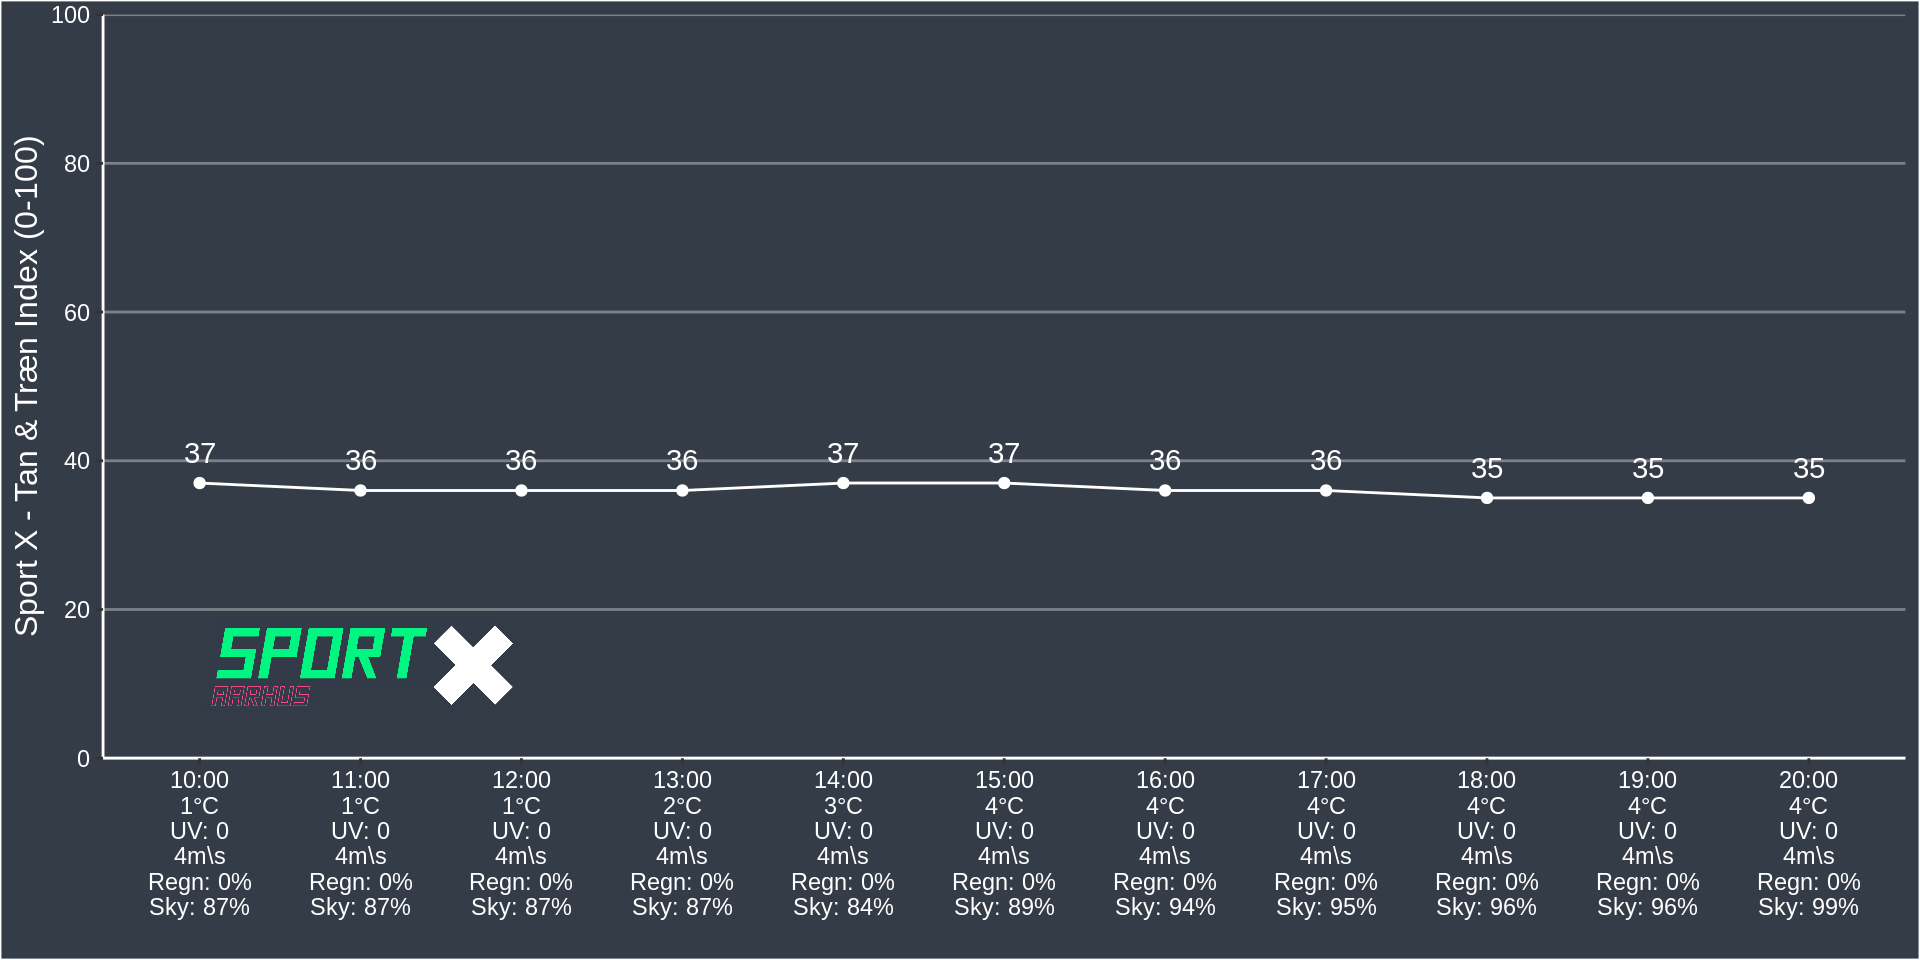 Sport X - Tan & Træn Index (0-100)
100
80
60
40
20
0
37 36 36 36 37 37 36 36 35 35 35
SPORT X
AARHUS
10:00 11:00 12:00 13:00 14:00 15:00 16:00 17:00 18:00 19:00 20:00
1°C 1°C 1°C 2°C 3°C 4°C 4°C 4°C 4°C 4°C 4°C
UV: 0 UV: 0 UV: 0 UV: 0 UV: 0 UV: 0 UV: 0 UV: 0 UV: 0 UV: 0 UV: 0
4m\s 4m\s 4m\s 4m\s 4m\s 4m\s 4m\s 4m\s 4m\s 4m\s 4m\s
Regn: 0% Regn: 0% Regn: 0% Regn: 0% Regn: 0% Regn: 0% Regn: 0% Regn: 0% Regn: 0% Regn: 0% Regn: 0%
Sky: 87% Sky: 87% Sky: 87% Sky: 87% Sky: 84% Sky: 89% Sky: 94% Sky: 95% Sky: 96% Sky: 96% Sky: 99%